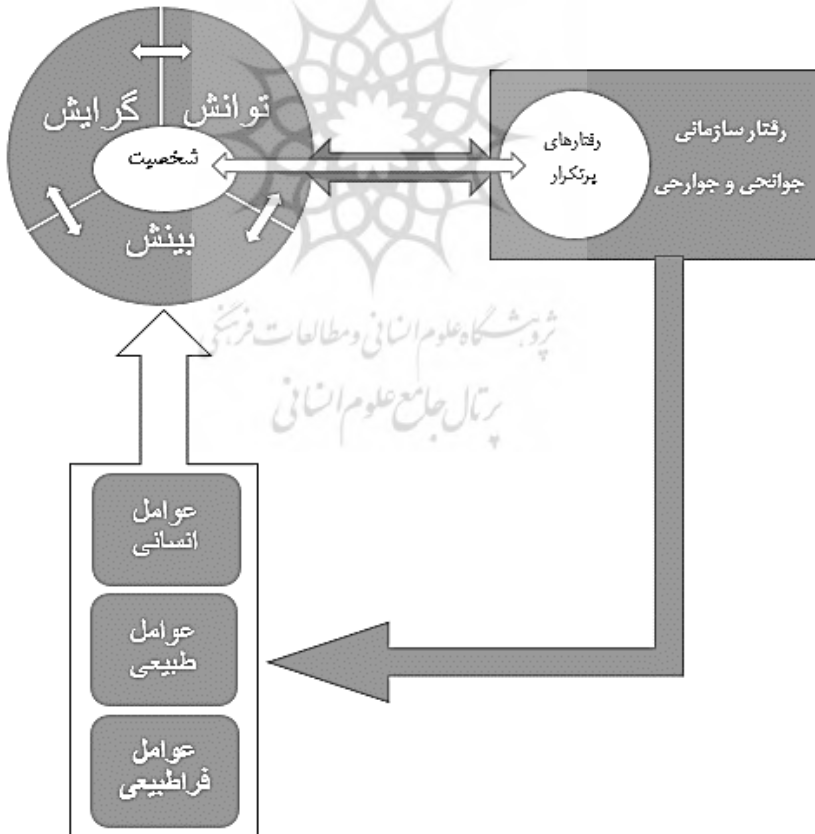 توانش
گرایش
شخصیت
بینش
رفتار سازمانی
جوانحی و جوارحی
رفتارهای
پرتکرار
پژوهشگاه علوم انسانی و مطالعات فرهنگی
پرتال جامع علوم انسانی
عوامل
انسانی
عوامل
طبیعی
عوامل
فراطبیعی